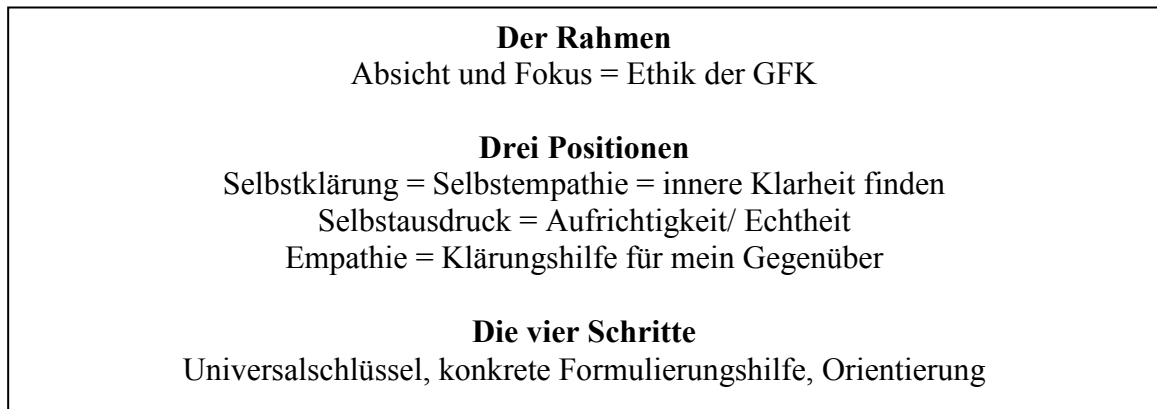 Der Rahmen
Absicht und Fokus = Ethik der GFK
Drei Positionen
Selbstklärung = Selbstempathie = innere Klarheit finden
Selbstausdruck = Aufrichtigkeit/ Echtheit
Empathie = Klärungshilfe für mein Gegenüber
Die vier Schritte
Universalschlüssel, konkrete Formulierungshilfe, Orientierung